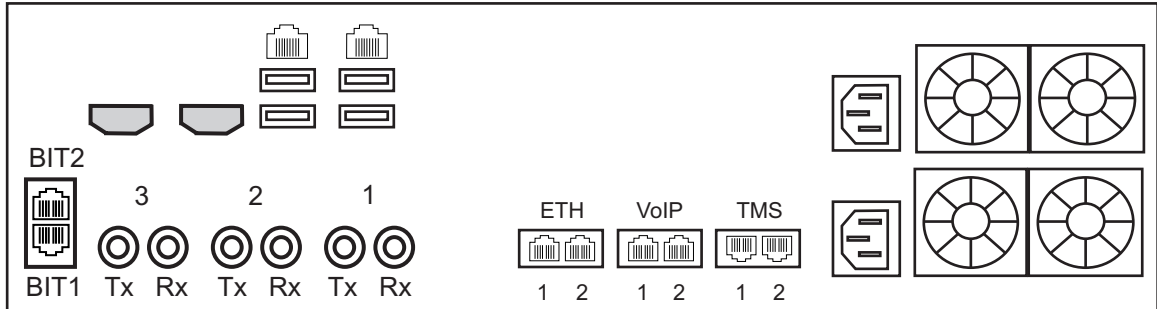 BIT2
3 2 1
ETH VoIP TMS
BIT1 Tx Rx Tx Rx Tx Rx
1 2 1 2 1 2